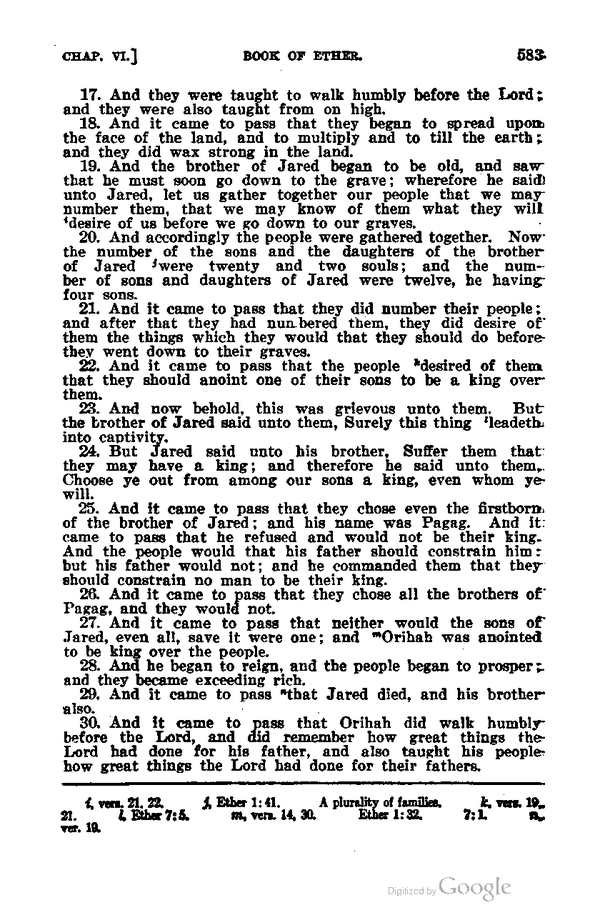 CHAP. VI.] BOOK OF ETHER. 583
17. And they were taught to walk humbly before the Lord;
and they were also taught from on high.
18. And it came to pass that they began to spread upon
the face of the land, and to multiply and to till the earth;
and they did wax strong in the land.
19. And the brother of Jared began to be old, and saw
that he must soon go down to the grave; wherefore he said
unto Jared, let us gather together our people that we may
number them, that we may know of them what they will
ⁱdesire of us before we go down to our graves.
20. And accordingly the people were gathered together. Now
the number of the sons and the daughters of the brother
of Jared ʲwere twenty and two souls; and the num-
ber of sons and daughters of Jared were twelve, he having
four sons.
21. And it came to pass that they did number their people;
and after that they had numbered them, they did desire of
them the things which they would that they should do before
they went down to their graves.
22. And it came to pass that the people ᵏdesired of them
that they should anoint one of their sons to be a king over
them.
23. And now behold, this was grievous unto them. But
the brother of Jared said unto them, Surely this thing ˡleadeth
into captivity.
24. But Jared said unto his brother, Suffer them that
they may have a king; and therefore he said unto them,
Choose ye out from among our sons a king, even whom ye
will.
25. And it came to pass that they chose even the firstborn
of the brother of Jared; and his name was Pagag. And it
came to pass that he refused and would not be their king.
And the people would that his father should constrain him:
but his father would not; and he commanded them that they
should constrain no man to be their king.
26. And it came to pass that they chose all the brothers of
Pagag, and they would not.
27. And it came to pass that neither would the sons of
Jared, even all, save it were one; and ᵐOrihah was anointed
to be king over the people.
28. And he began to reign, and the people began to prosper;
and they became exceeding rich.
29. And it came to pass ⁿthat Jared died, and his brother
also.
30. And it came to pass that Orihah did walk humbly
before the Lord, and did remember how great things the
Lord had done for his father, and also taught his people
how great things the Lord had done for their fathers.
i, vers. 21, 22. j, Ether 1:41. A plurality of families. k, vers. 19,
21. l, Ether 7:5. m, vers. 14, 30. Ether 1:32. 7:1. n,
ver. 19.
Digitized by Google